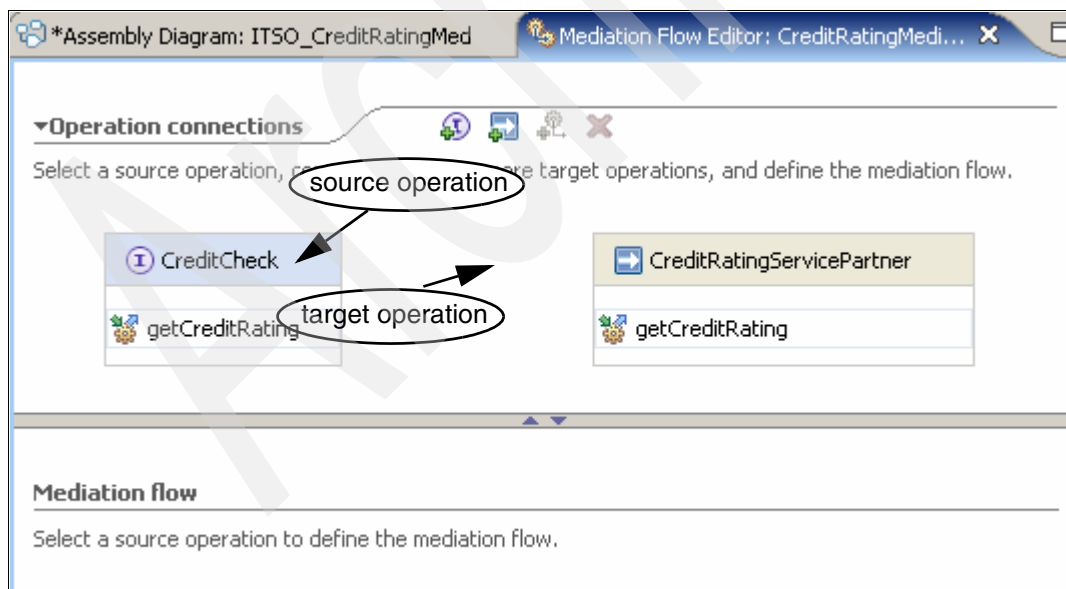 *Assembly Diagram: ITSO_CreditRatingMed Mediation Flow Editor: CreditRatingMedi...
Operation connections
Select a source operation, re target operations, and define the mediation flow.
source operation
CreditCheck CreditRatingServicePartner
target operation
getCreditRating getCreditRating
Mediation flow
Select a source operation to define the mediation flow.